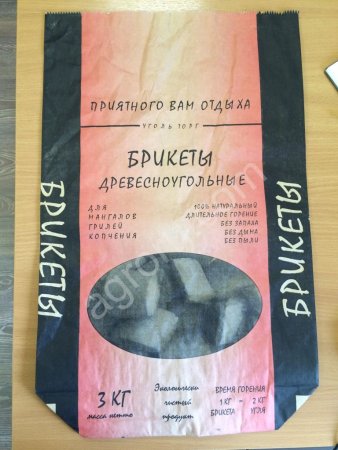 ПРИЯТНОГО ВАМ ОТДЫХА
УГОЛЬ ТОРГ
БРИКЕТЫ
ДРЕВЕСНОУГОЛЬНЫЕ
ДЛЯ
МАНГАЛОВ
ГРИЛЕЙ
КОПЧЕНИЯ
100% НАТУРАЛЬНЫЙ
ДЛИТЕЛЬНОЕ ГОРЕНИЕ
БЕЗ ЗАПАХА
БЕЗ ДЫМА
БЕЗ ПЫЛИ
БРИКЕТЫ
БРИКЕТЫ
3 КГ
масса нетто
Экологически
чистый
продукт
ВРЕМЯ ГОРЕНИЯ
1 КГ = 2 КГ
БРИКЕТА УГЛЯ